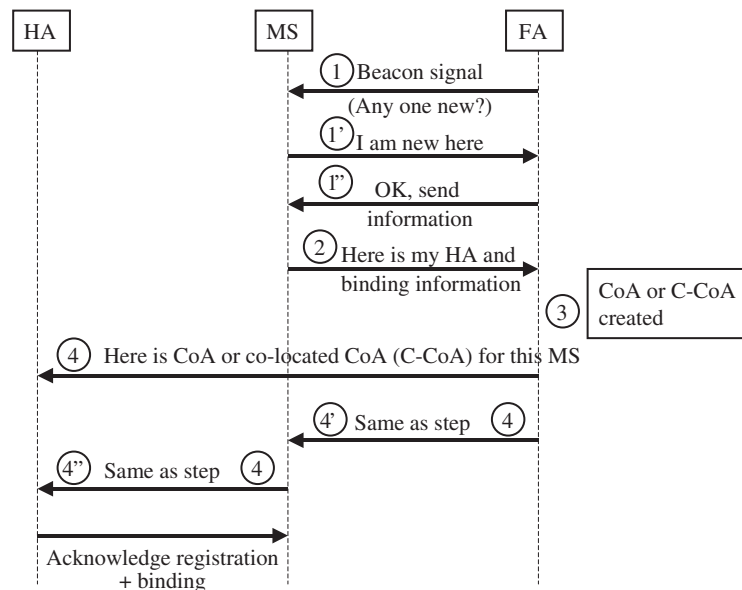 HA MS FA
1 Beacon signal
(Any one new?)
1' I am new here
1" OK, send
information
2 Here is my HA and
binding information
3 CoA or C-CoA
created
4 Here is CoA or co-located CoA (C-CoA) for this MS
4' Same as step 4
4" Same as step 4
Acknowledge registration
+ binding